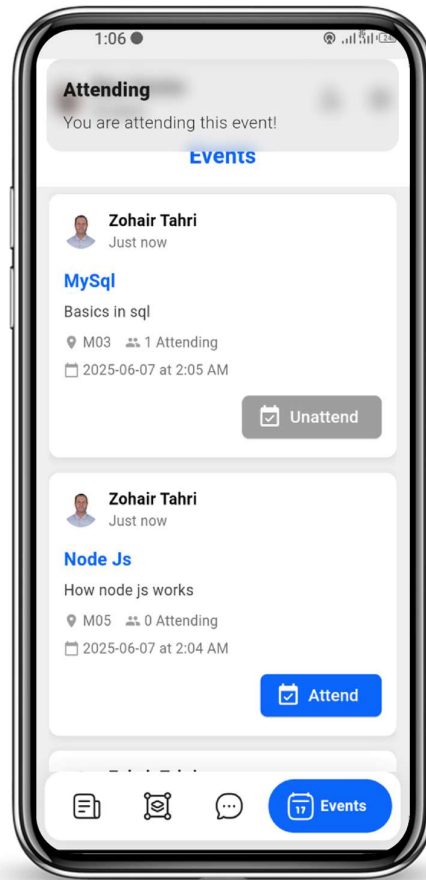 1:06
Attending
You are attending this event!
Events
Zohair Tahri
Just now
MySql
Basics in sql
M03 1 Attending
2025-06-07 at 2:05 AM
Unattend
Zohair Tahri
Just now
Node Js
How node js works
M05 0 Attending
2025-06-07 at 2:04 AM
Attend
17 Events